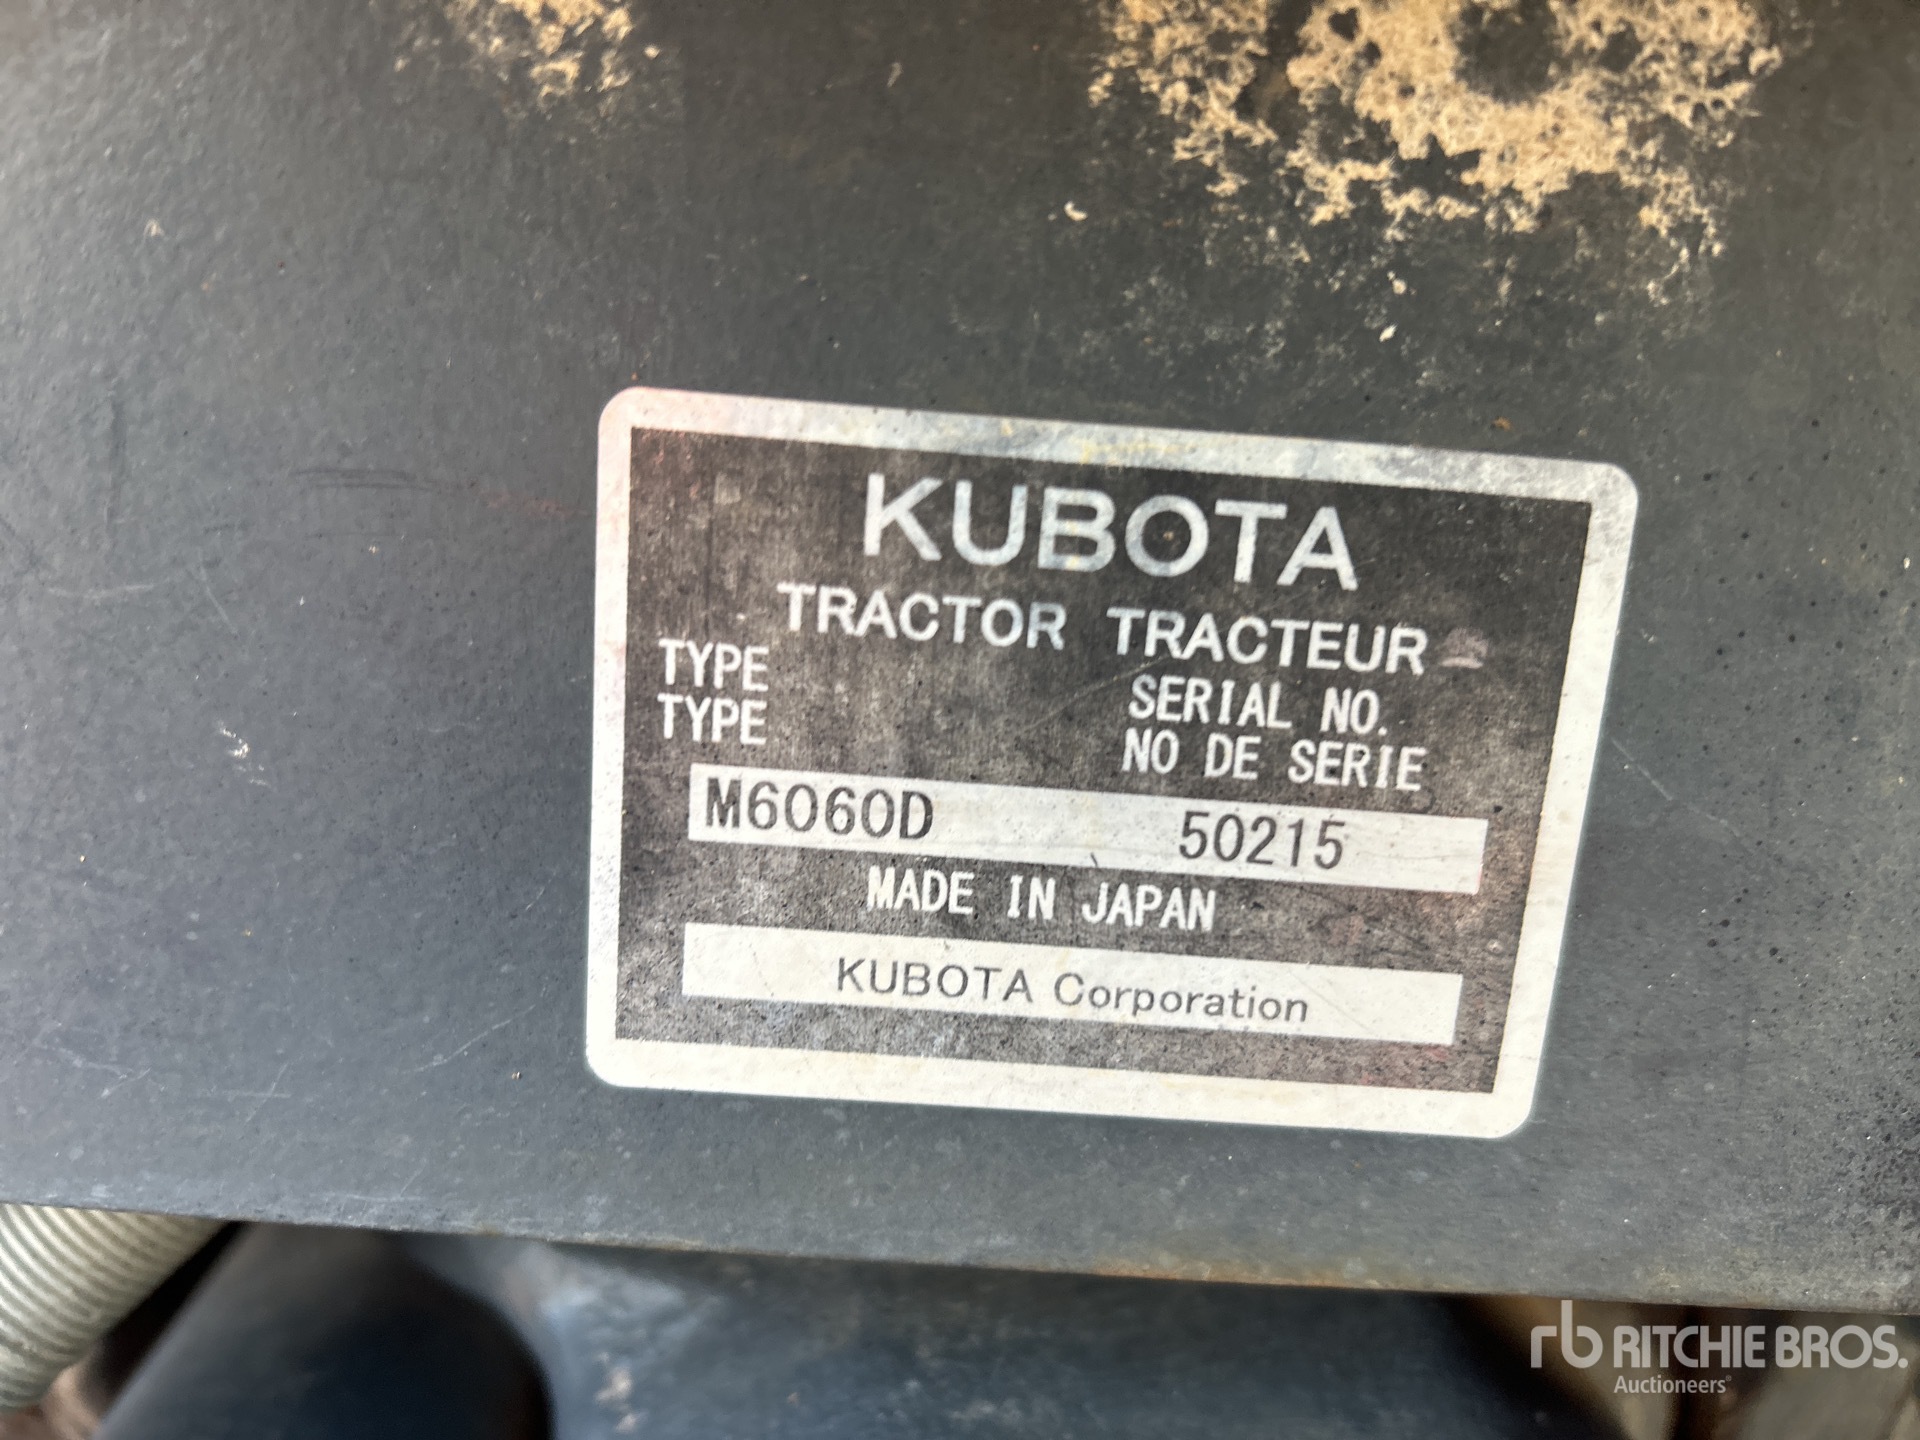 KUBOTA
TRACTOR TRACTEUR
TYPE
TYPE
SERIAL NO.
NO DE SERIE
M6060D 50215
MADE IN JAPAN
KUBOTA Corporation
rb RITCHIE BROS.
Auctioneers